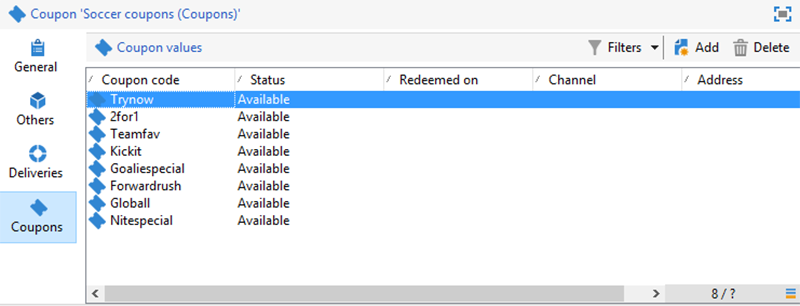 Coupon 'Soccer coupons (Coupons)'
General
Others
Deliveries
Coupons
Coupon values
Filters Add Delete
Coupon code Status Redeemed on Channel Address
Trynow Available
2for1 Available
Teamfav Available
Kickit Available
Goaliespecial Available
Forwardrush Available
Globall Available
Nitespecial Available
8 / ?